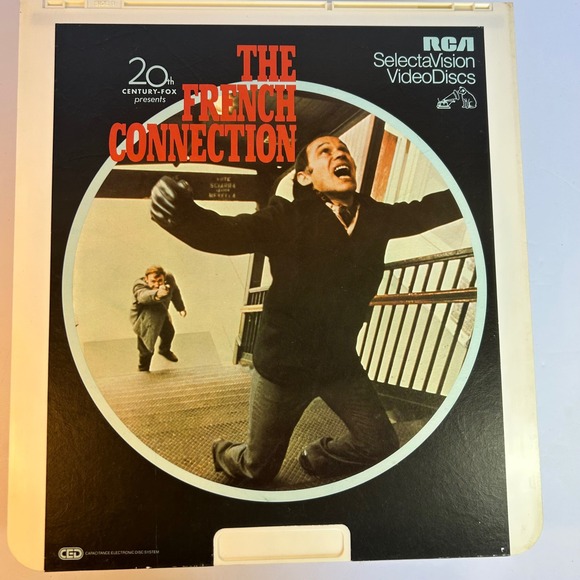 20th
CENTURY-FOX
presents
THE
FRENCH
CONNECTION
RCA
SelectaVision
VideoDiscs
CED CAPACITANCE ELECTRONIC DISC SYSTEM